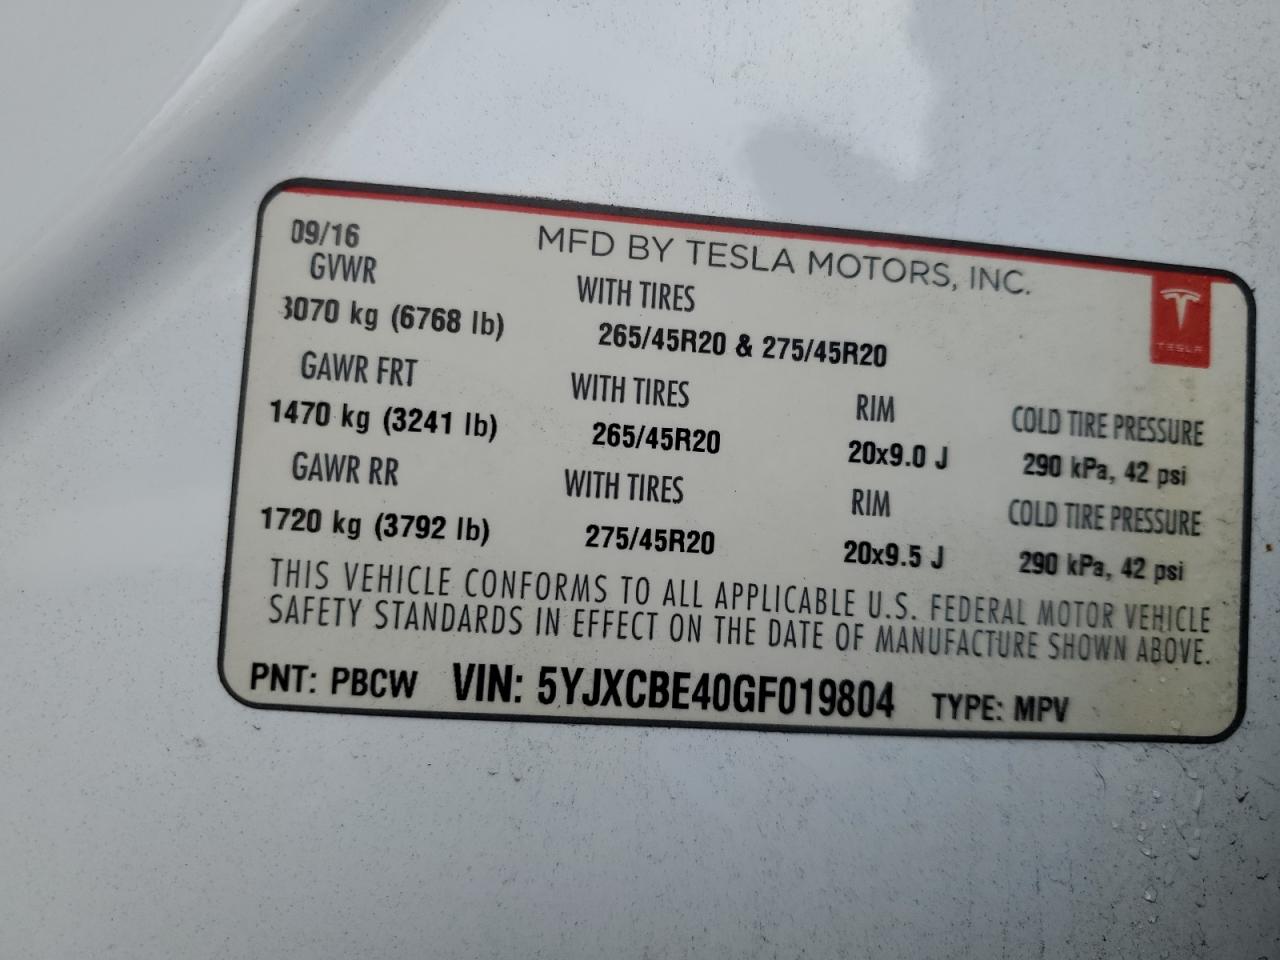 09/16 MFD BY TESLA MOTORS, INC.
GVWR WITH TIRES
3070 kg (6768 lb) 265/45R20 & 275/45R20
TESLA
GAWR FRT WITH TIRES RIM COLD TIRE PRESSURE
1470 kg (3241 lb) 265/45R20 20x9.0 J 290 kPa, 42 psi
GAWR RR WITH TIRES RIM COLD TIRE PRESSURE
1720 kg (3792 lb) 275/45R20 20x9.5 J 290 kPa, 42 psi
THIS VEHICLE CONFORMS TO ALL APPLICABLE U.S. FEDERAL MOTOR VEHICLE
SAFETY STANDARDS IN EFFECT ON THE DATE OF MANUFACTURE SHOWN ABOVE.
PNT: PBCW VIN: 5YJXCBE40GF019804 TYPE: MPV